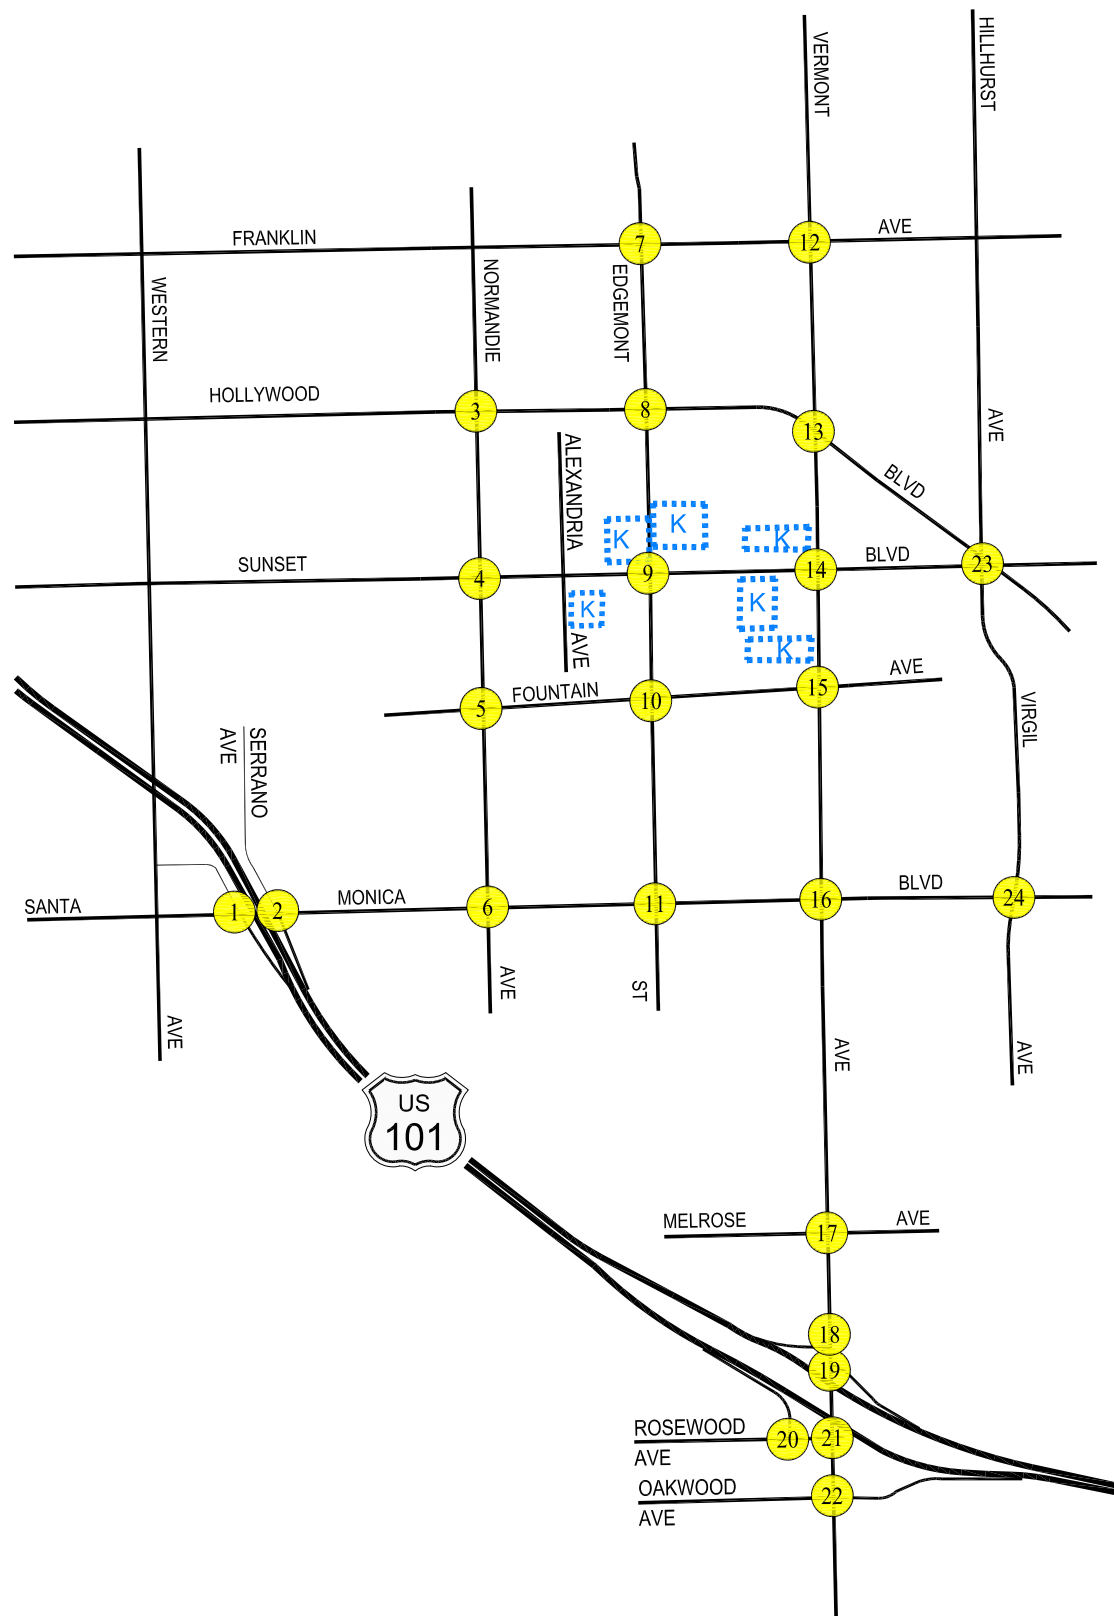 HILLHURST
VERMONT
FRANKLIN
AVE
7
12
WESTERN
NORMANDIE
EDGEMONT
HOLLYWOOD
3
8
13
AVE
ALEXANDRIA
BLVD
K
K
K
SUNSET
4
9
14
BLVD
23
K
K
K
AVE
FOUNTAIN
AVE
5
10
15
SERRANO
AVE
VIRGIL
SANTA
1
2
MONICA
6
11
16
BLVD
24
AVE
ST
AVE
AVE
AVE
US
101
MELROSE
17
AVE
18
19
ROSEWOOD
AVE
20
21
OAKWOOD
AVE
22